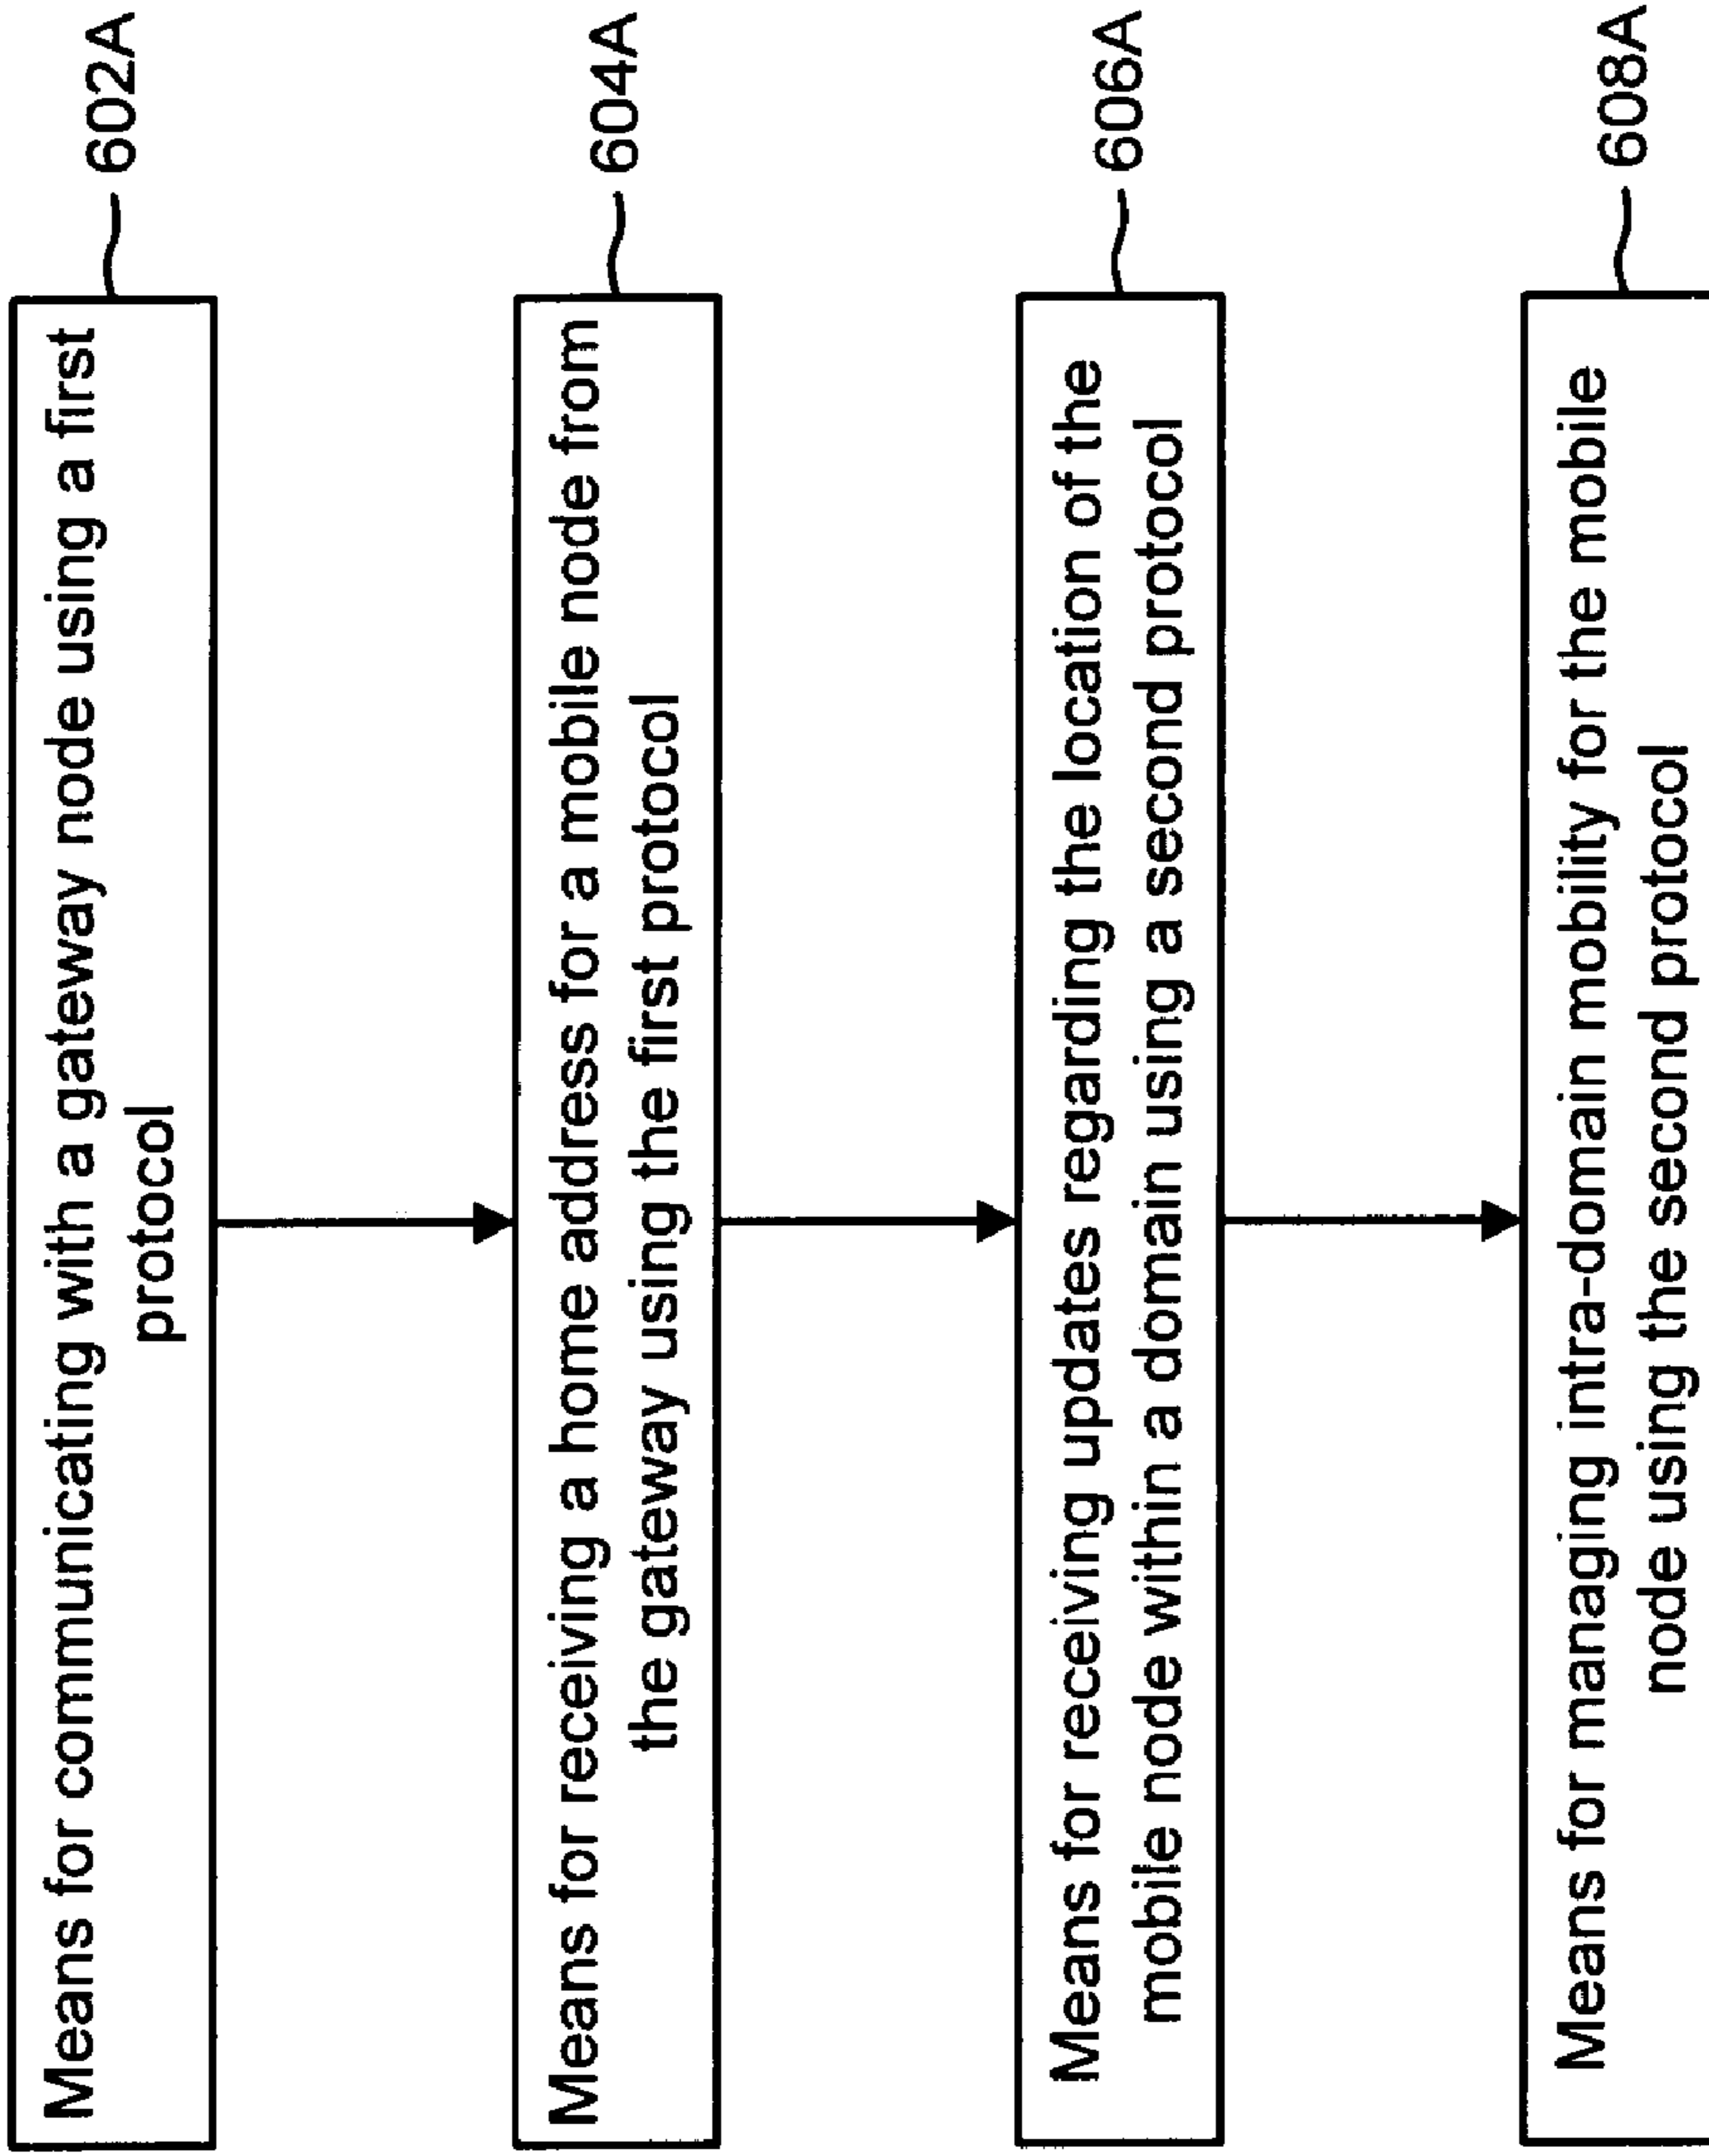 Means for communicating with a gateway node using a first
protocol
602A
Means for receiving a home address for a mobile node from
the gateway using the first protocol
604A
Means for receiving updates regarding the location of the
mobile node within a domain using a second protocol
606A
Means for managing intra-domain mobility for the mobile
node using the second protocol
608A